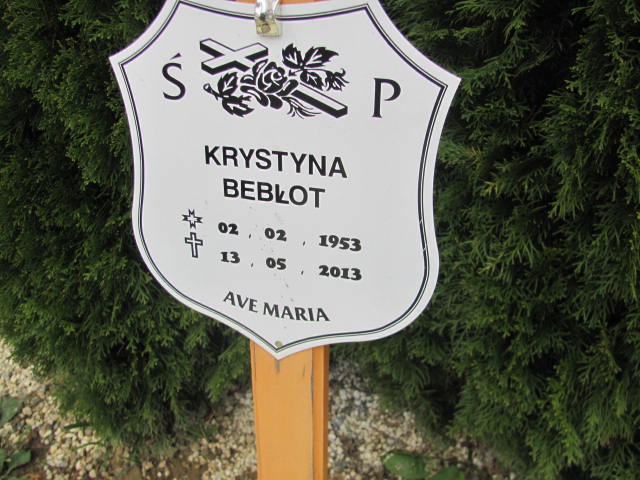 Ś P
KRYSTYNA
BEBŁOT
02 . 02 . 1953
13 . 05 . 2013
AVE MARIA